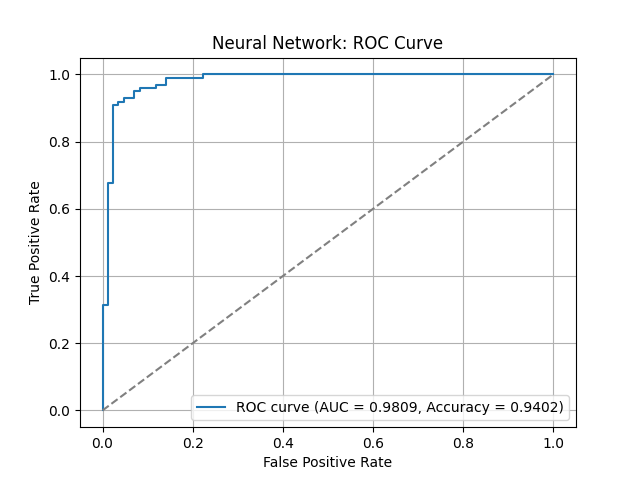 Neural Network: ROC Curve
1.0
0.8
0.6
0.4
0.2
0.0
True Positive Rate
ROC curve (AUC = 0.9809, Accuracy = 0.9402)
0.0 0.2 0.4 0.6 0.8 1.0
False Positive Rate